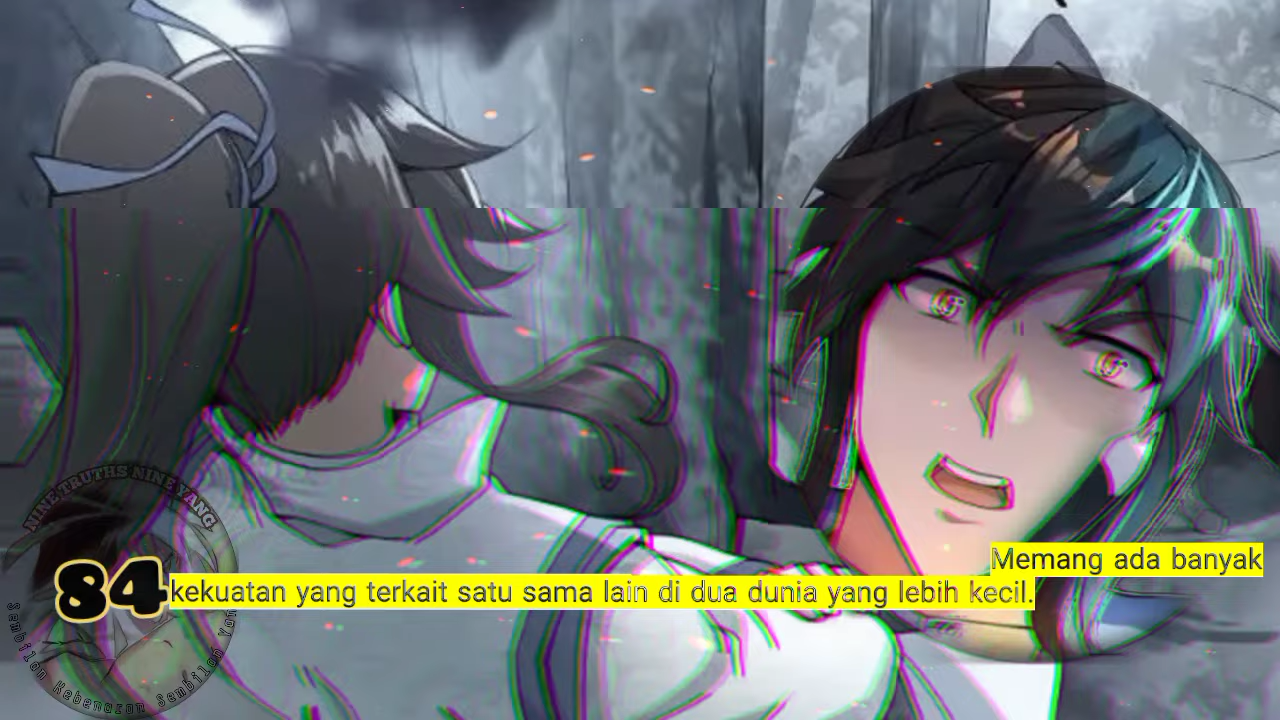 NINE TRUTHS NINE YANG
Memang ada banyak
84
kekuatan yang terkait satu sama lain di dua dunia yang lebih kecil.
Sembilan Kebenaran Sembilan Yang